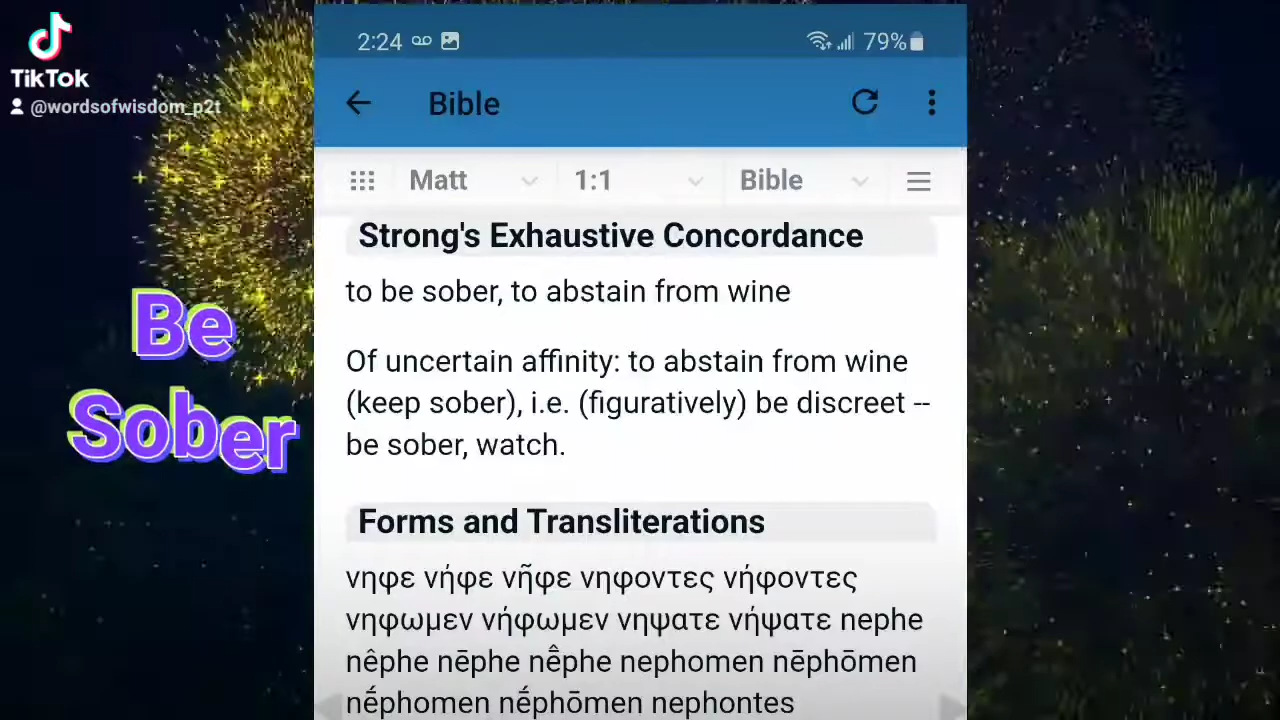 TikTok
@wordsofwisdom_p2t
Be
Sober
2:24
79%
Bible
Matt
1:1
Bible
Strong's Exhaustive Concordance
to be sober, to abstain from wine
Of uncertain affinity: to abstain from wine
(keep sober), i.e. (figuratively) be discreet --
be sober, watch.
Forms and Transliterations
νηφε νήφε νῆφε νηφοντες νήφοντες
νηφωμεν νήφωμεν νηψατε νήψατε nephe
nêphe nēphe nē̂phe nephomen nēphōmen
nḗphomen nḗphōmen nephontes